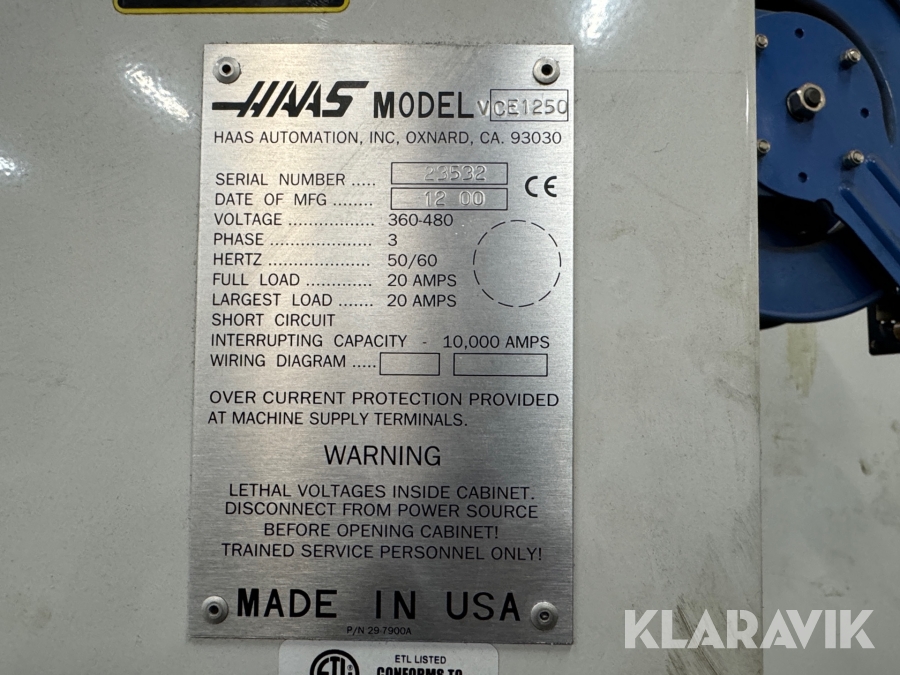 HAAS MODEL VCE1250
HAAS AUTOMATION, INC, OXNARD, CA. 93030
SERIAL NUMBER ..... 23532
DATE OF MFG ........ 12 00
CE
VOLTAGE ................. 360-480
PHASE .................... 3
HERTZ .................... 50/60
FULL LOAD ............. 20 AMPS
LARGEST LOAD ....... 20 AMPS
SHORT CIRCUIT
INTERRUPTING CAPACITY - 10,000 AMPS
WIRING DIAGRAM .....
OVER CURRENT PROTECTION PROVIDED
AT MACHINE SUPPLY TERMINALS.
WARNING
LETHAL VOLTAGES INSIDE CABINET.
DISCONNECT FROM POWER SOURCE
BEFORE OPENING CABINET!
TRAINED SERVICE PERSONNEL ONLY!
MADE IN USA
P/N 29-7900A
ETL
ETL LISTED
CONFORMS TO
KLARAVIK